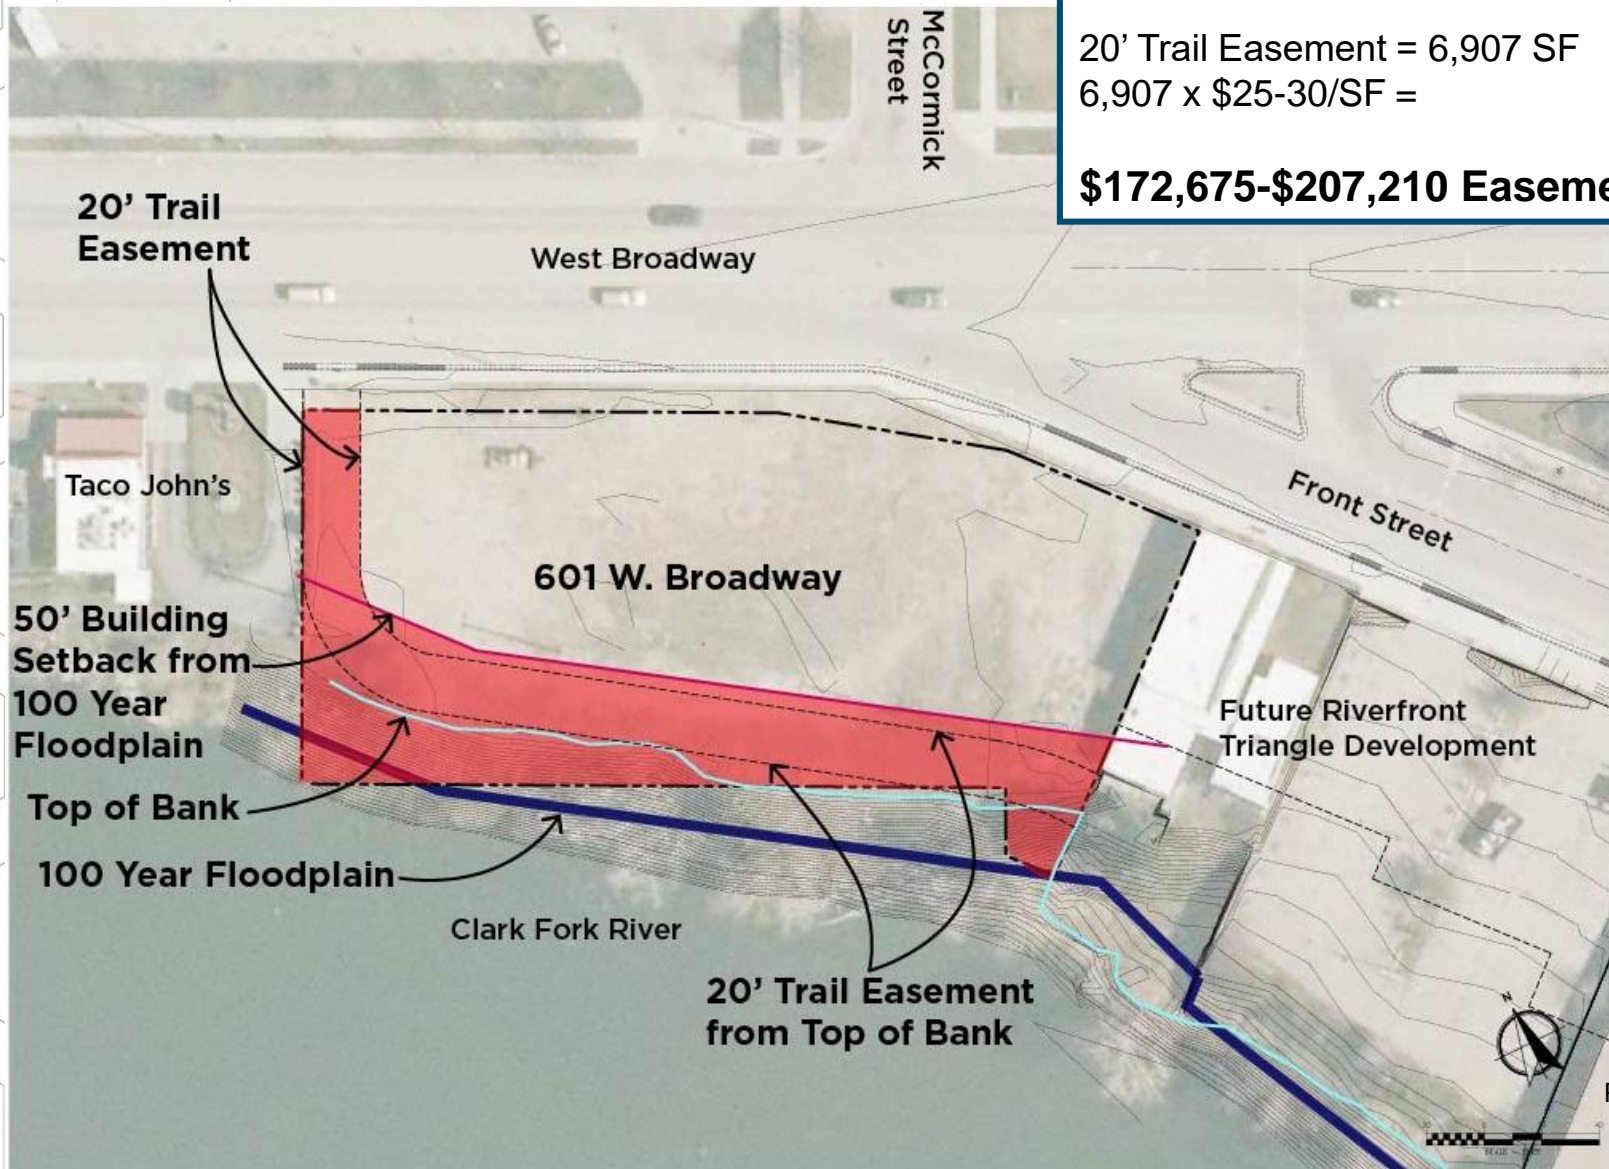 McCormick
Street
20’ Trail Easement = 6,907 SF
6,907 x $25-30/SF =
$172,675-$207,210 Easeme
20’ Trail
Easement
West Broadway
Taco John's
Front Street
601 W. Broadway
50’ Building
Setback from
100 Year
Floodplain
Future Riverfront
Triangle Development
Top of Bank
100 Year Floodplain
Clark Fork River
20’ Trail Easement
from Top of Bank
N